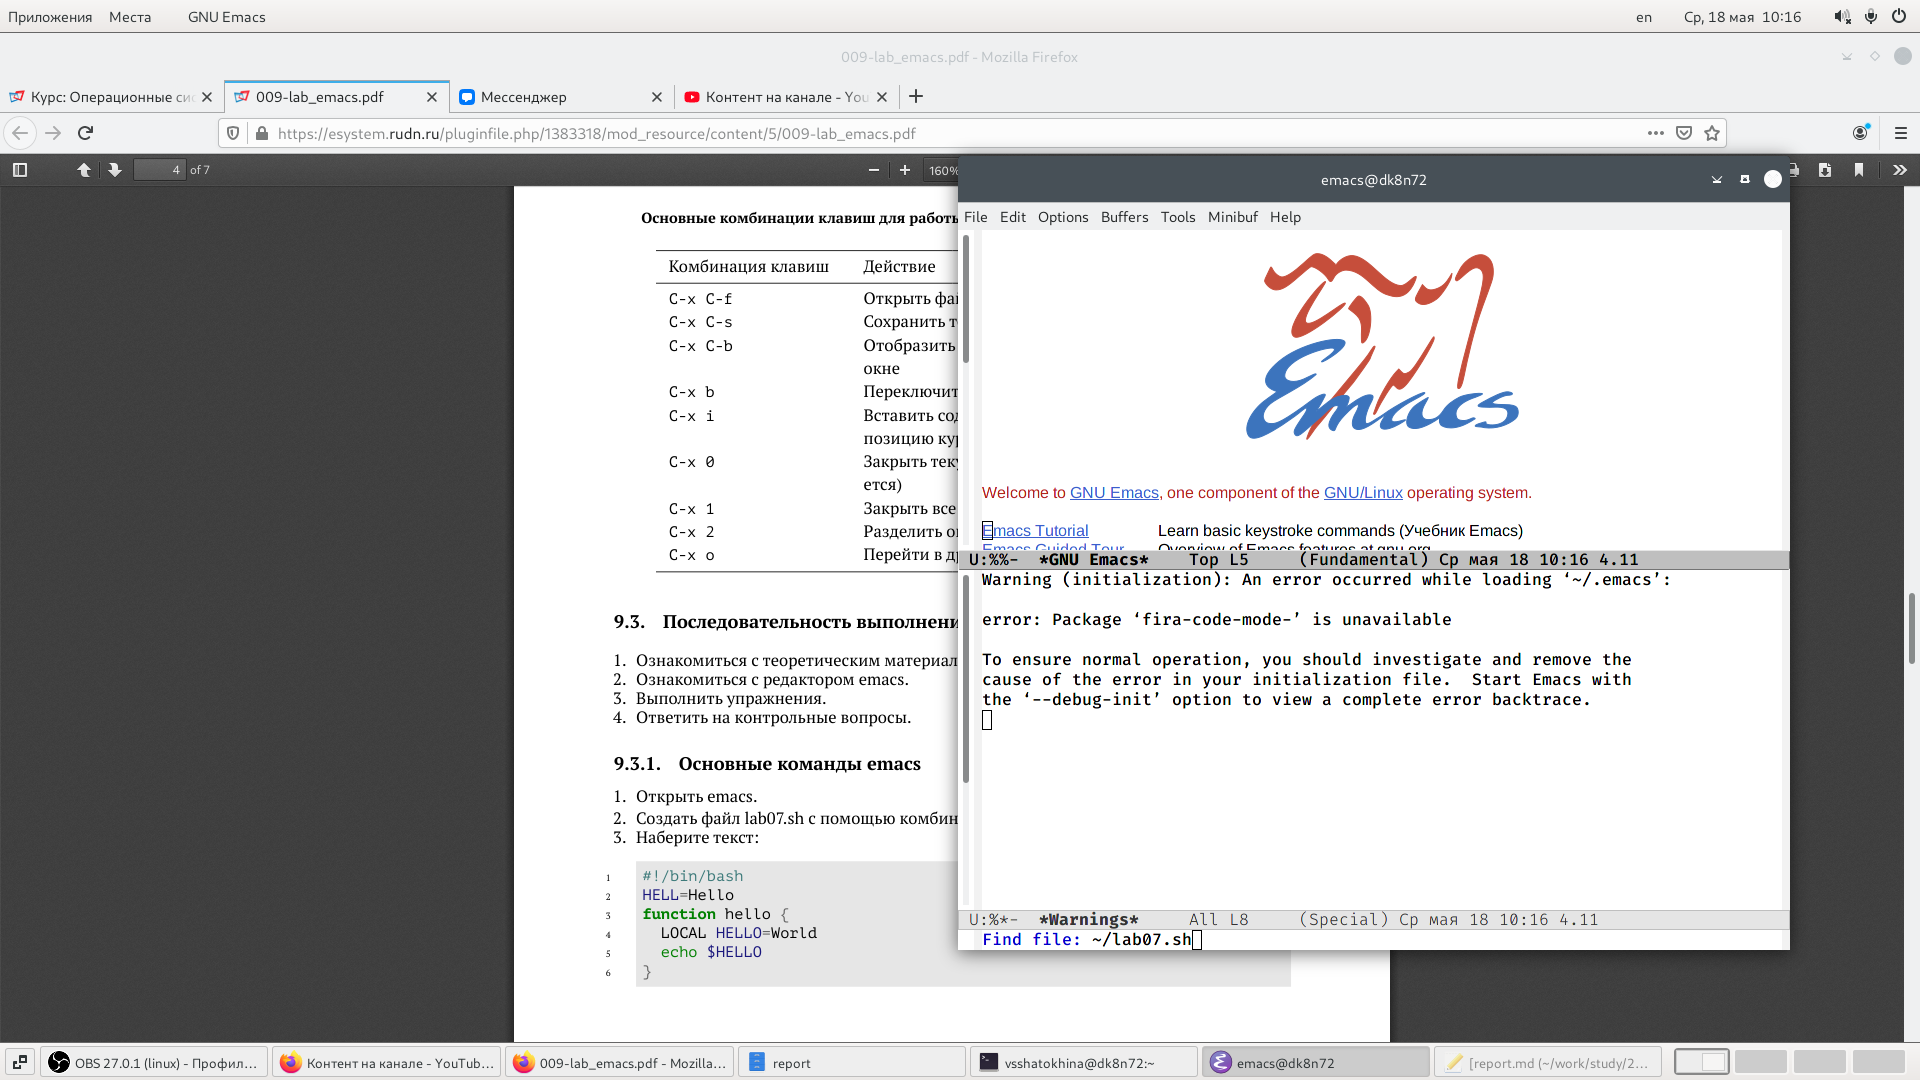 Приложения Места GNU Emacs en Ср, 18 мая 10:16
009-lab_emacs.pdf - Mozilla Firefox
Курс: Операционные си 009-lab_emacs.pdf Мессенджер Контент на канале - You
https://esystem.rudn.ru/pluginfile.php/1383318/mod_resource/content/5/009-lab_emacs.pdf
4 of 7 160%
Основные комбинации клавиш для работы
Комбинация клавиш Действие
C-x C-f Открыть фай
C-x C-s Сохранить т
C-x C-b Отобразить
окне
C-x b Переключит
C-x i Вставить сод
позицию кур
C-x 0 Закрыть теку
ется)
C-x 1 Закрыть все
C-x 2 Разделить о
C-x o Перейти в д
9.3. Последовательность выполнени
1. Ознакомиться с теоретическим материал
2. Ознакомиться с редактором emacs.
3. Выполнить упражнения.
4. Ответить на контрольные вопросы.
9.3.1. Основные команды emacs
1. Открыть emacs.
2. Создать файл lab07.sh с помощью комбин
3. Наберите текст:
1 #!/bin/bash
2 HELL=Hello
3 function hello {
4 LOCAL HELLO=World
5 echo $HELLO
6 }
emacs@dk8n72
File Edit Options Buffers Tools Minibuf Help
Emacs
Welcome to GNU Emacs, one component of the GNU/Linux operating system.
Emacs Tutorial Learn basic keystroke commands (Учебник Emacs)
Emacs Guided Tour Overview of Emacs features at gnu.org
U:%%- *GNU Emacs* Top L5 (Fundamental) Ср мая 18 10:16 4.11
Warning (initialization): An error occurred while loading ‘~/.emacs’:
error: Package ‘fira-code-mode-’ is unavailable
To ensure normal operation, you should investigate and remove the
cause of the error in your initialization file. Start Emacs with
the ‘--debug-init’ option to view a complete error backtrace.
U:%*- *Warnings* All L8 (Special) Ср мая 18 10:16 4.11
Find file: ~/lab07.sh
OBS 27.0.1 (linux) - Профил... Контент на канале - YouTub... 009-lab_emacs.pdf - Mozilla... report vsshatokhina@dk8n72:~ emacs@dk8n72 [report.md (~/work/study/2...